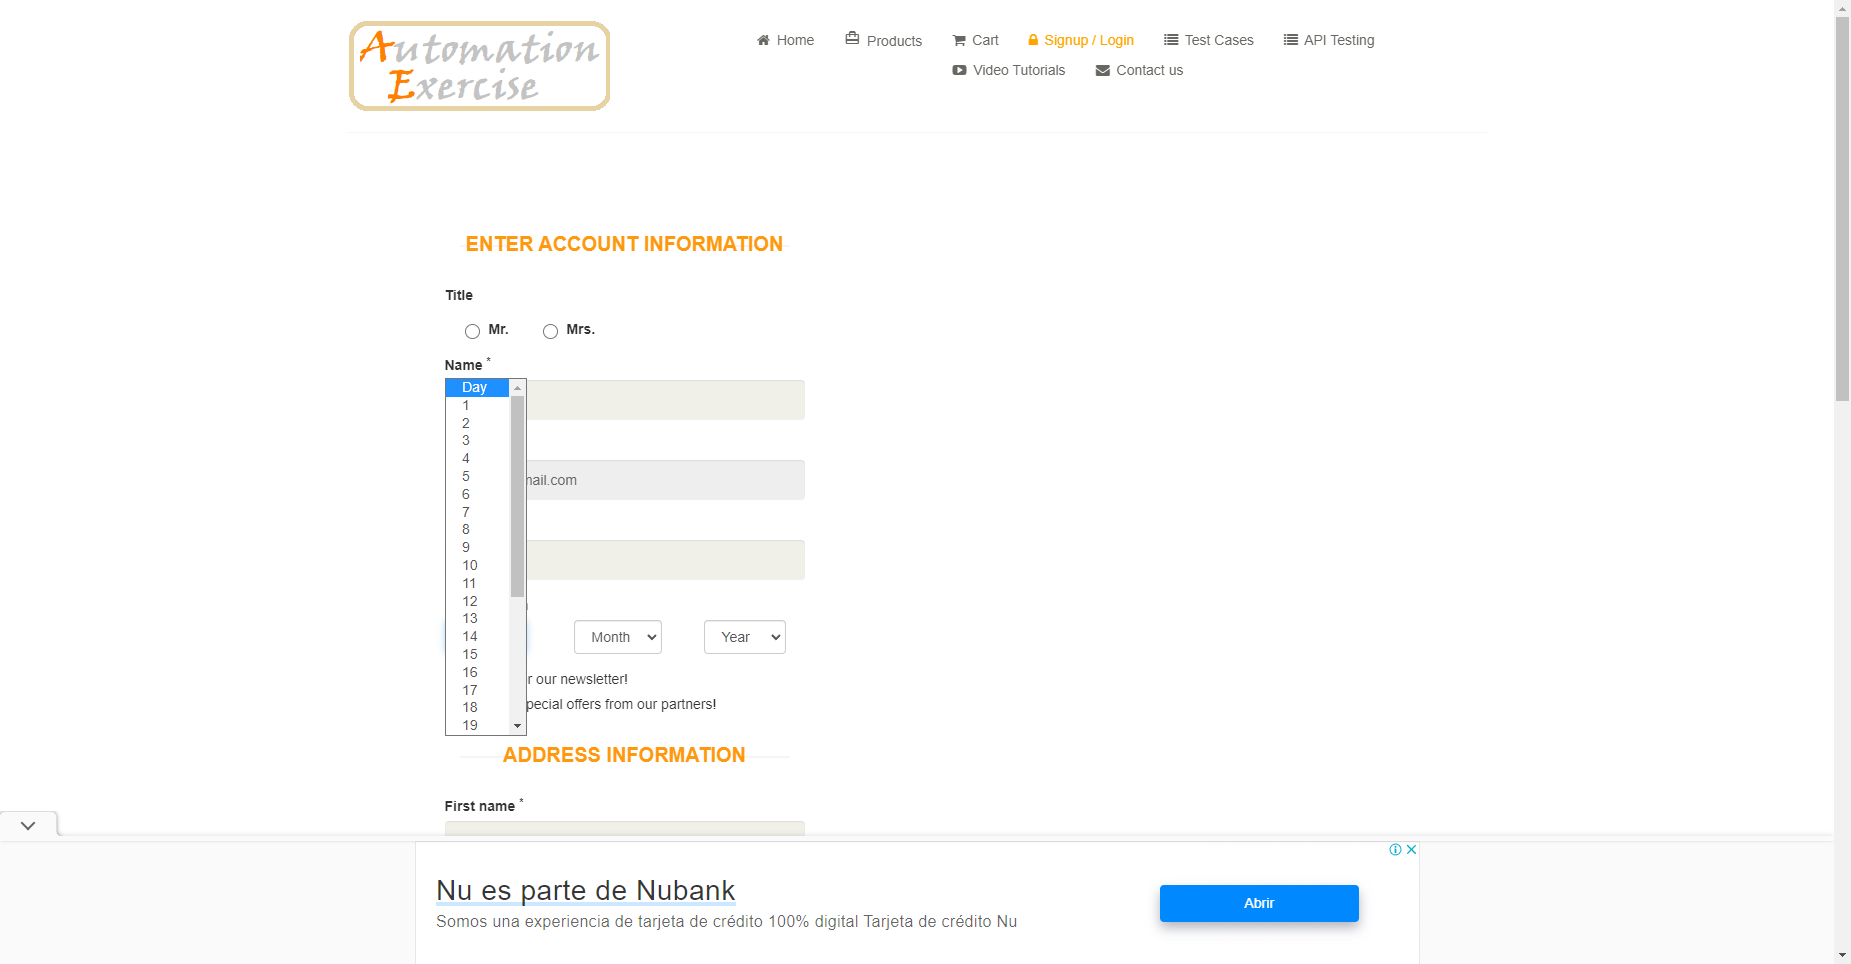 Automation
Exercise
Home
Products
Cart
Signup / Login
Test Cases
API Testing
Video Tutorials
Contact us
ENTER ACCOUNT INFORMATION
Title
Mr.
Mrs.
Name *
Day
1
2
3
4
5
6
7
8
9
10
11
12
13
14
15
16
17
18
19
mail.com
Month
Year
r our newsletter!
pecial offers from our partners!
ADDRESS INFORMATION
First name *
Nu es parte de Nubank
Somos una experiencia de tarjeta de crédito 100% digital Tarjeta de crédito Nu
Abrir